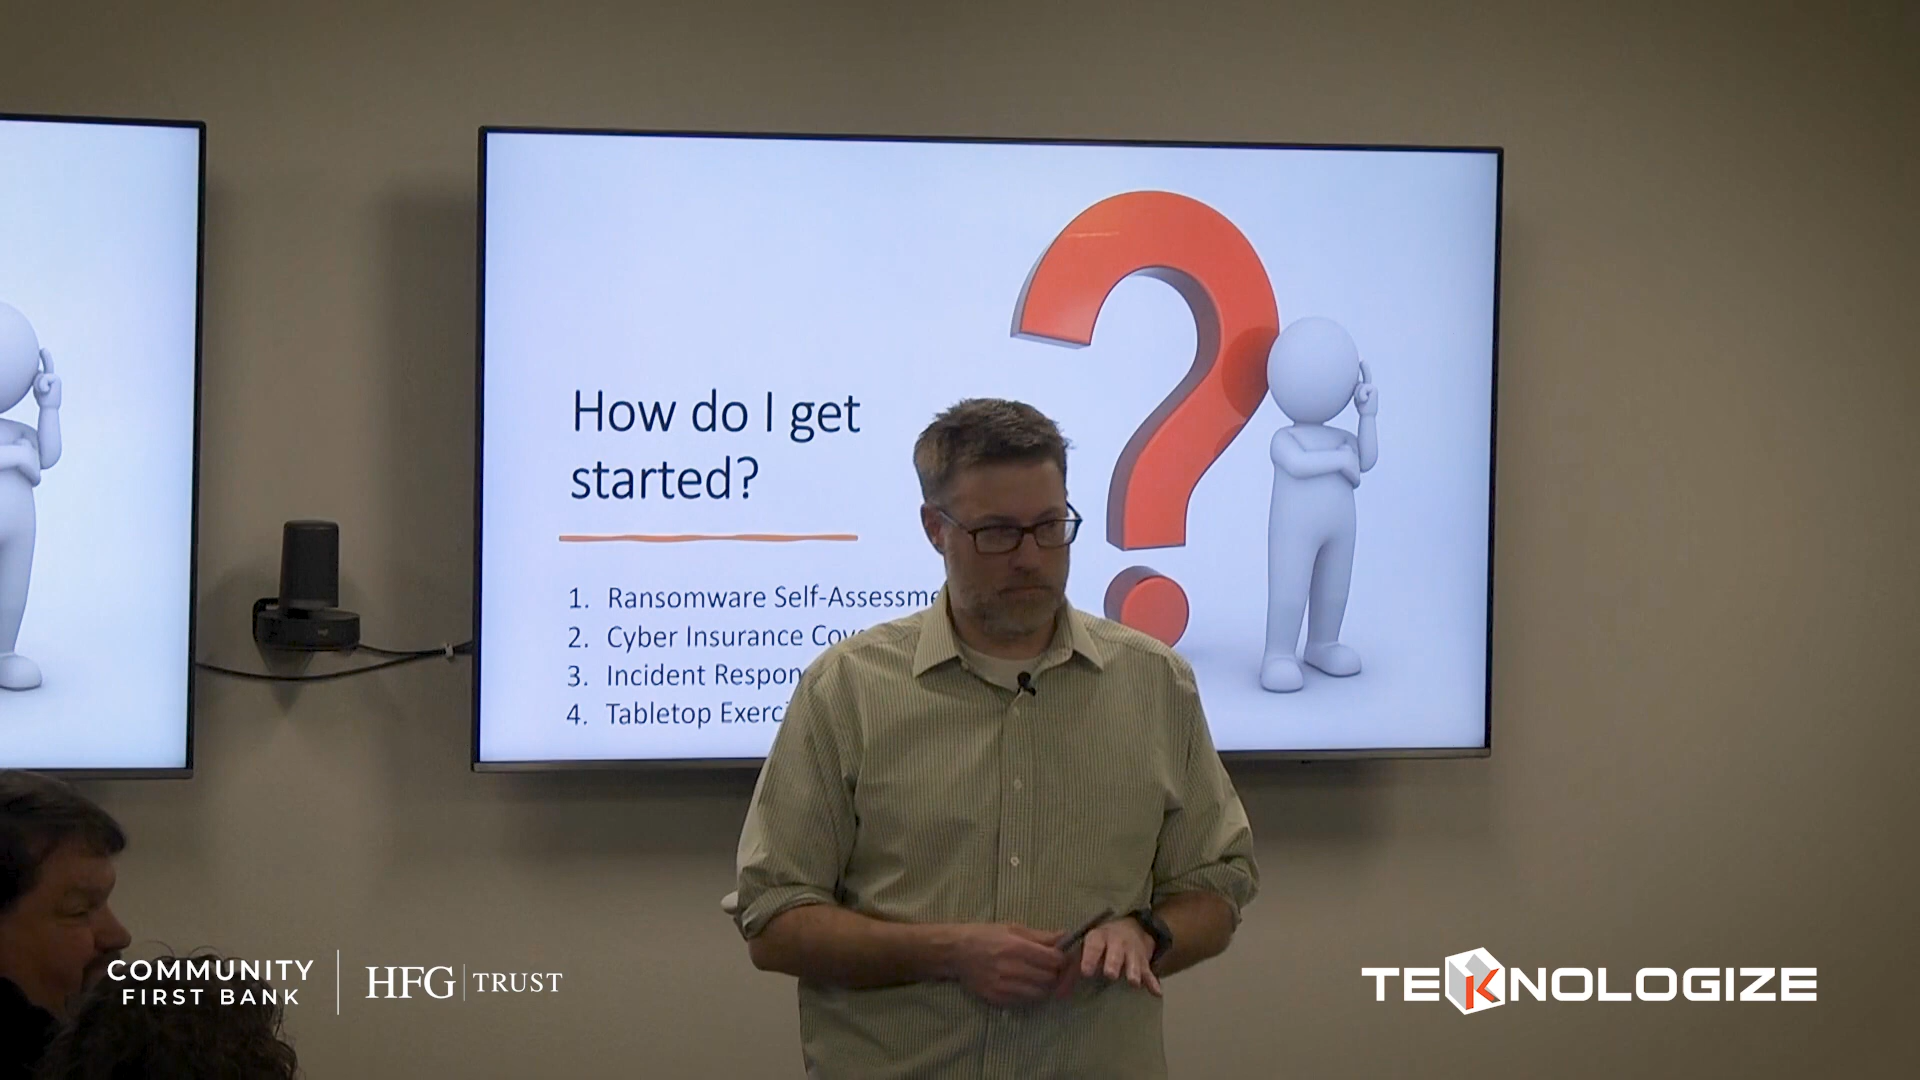 How do I get
started?
1. Ransomware Self-Assessme
2. Cyber Insurance Cov
3. Incident Respon
4. Tabletop Exerci
COMMUNITY
FIRST BANK
HFG TRUST
TEKNOLOGIZE